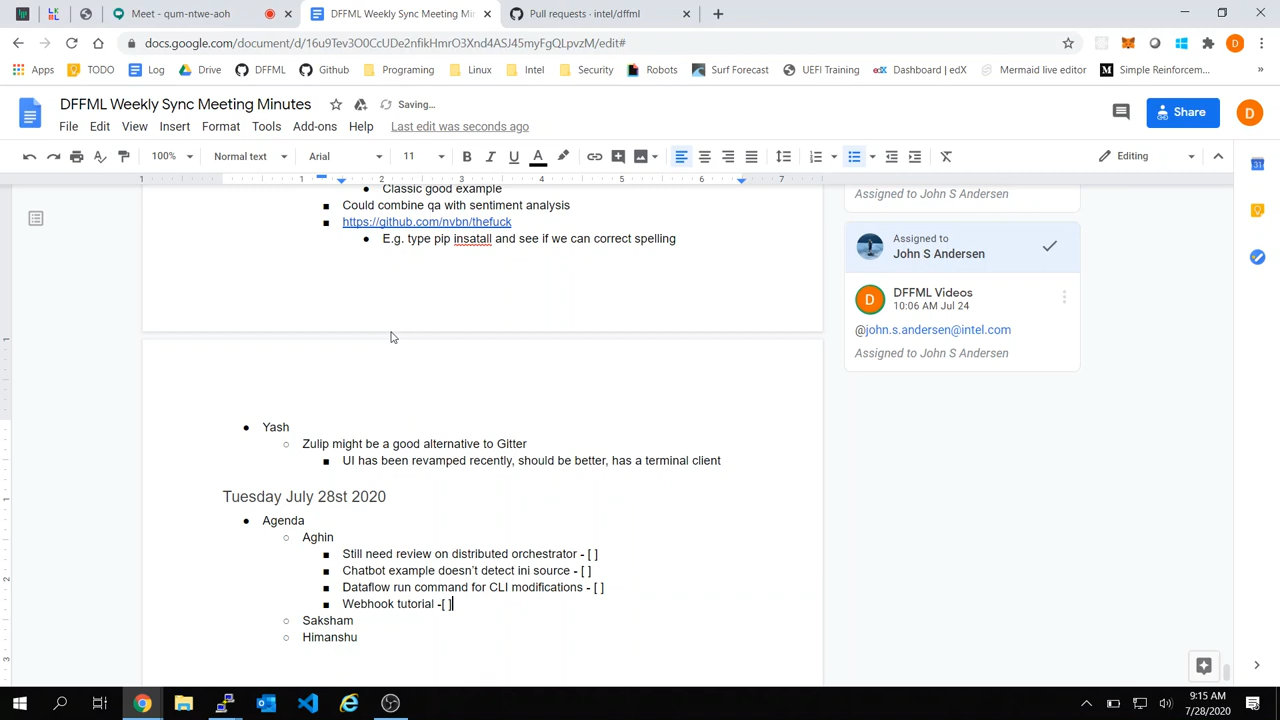 Meet - qum-ntwe-aoh
DFFML Weekly Sync Meeting Mi
Pull requests · intel/dffml
docs.google.com/document/d/16u9Tev3O0CcUDe2nfikHmrO3Xnd4ASJ45myFgQLpvzM/edit#
Apps
TODO
Log
Drive
DFFML
Github
Programing
Linux
Intel
Security
Robots
Surf Forecast
UEFI Training
Dashboard | edX
Mermaid live editor
Simple Reinforcem...
DFFML Weekly Sync Meeting Minutes
Saving...
File Edit View Insert Format Tools Add-ons Help Last edit was seconds ago
Share
D
100% Normal text Arial 11
Editing
1 1 2 3 4 5 6 7
Classic good example
Could combine qa with sentiment analysis
https://github.com/nvbn/thefuck
E.g. type pip insatall and see if we can correct spelling
Yash
Zulip might be a good alternative to Gitter
UI has been revamped recently, should be better, has a terminal client
Tuesday July 28st 2020
Agenda
Aghin
Still need review on distributed orchestrator - [ ]
Chatbot example doesn't detect ini source - [ ]
Dataflow run command for CLI modifications - [ ]
Webhook tutorial -[ ]
Saksham
Himanshu
Assigned to John S Andersen
Assigned to
John S Andersen
D
DFFML Videos
10:06 AM Jul 24
@john.s.andersen@intel.com
Assigned to John S Andersen
9:15 AM
7/28/2020